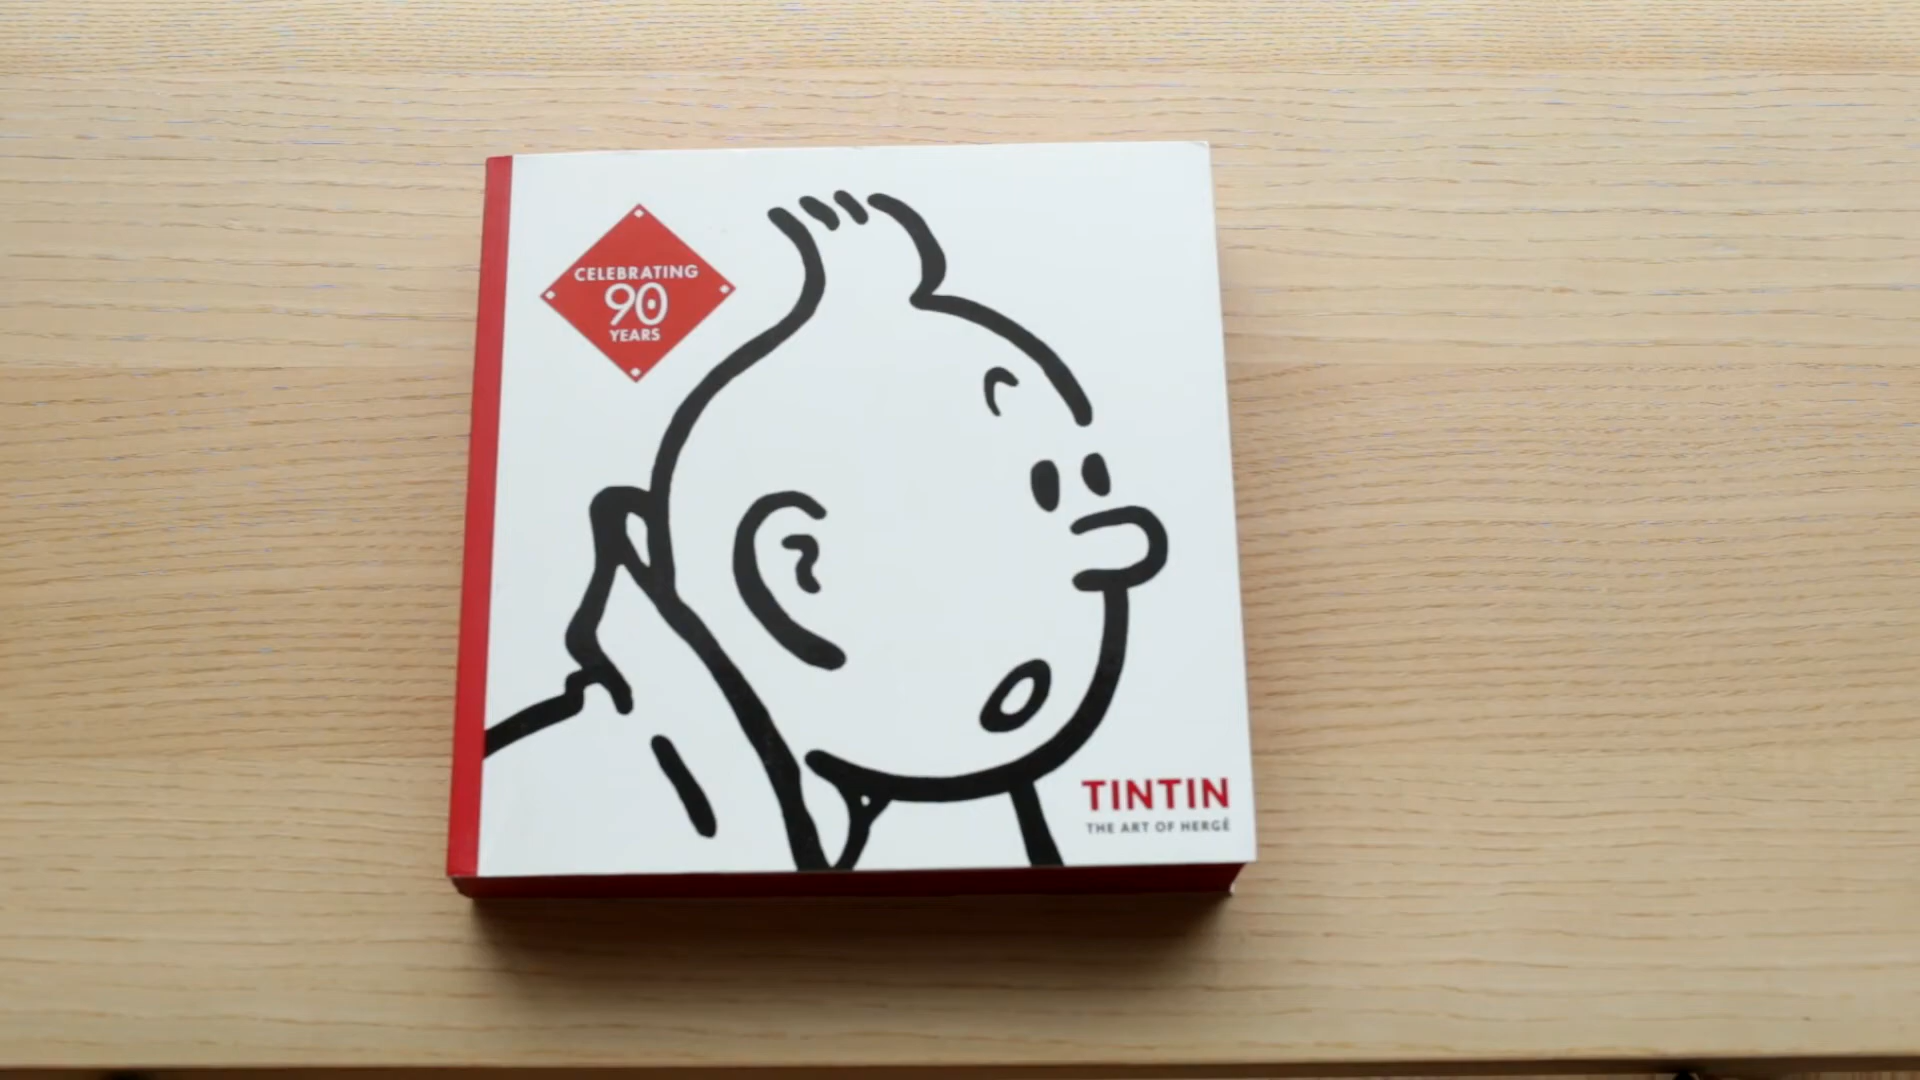 CELEBRATING
90
YEARS
TINTIN
THE ART OF HERGÉ